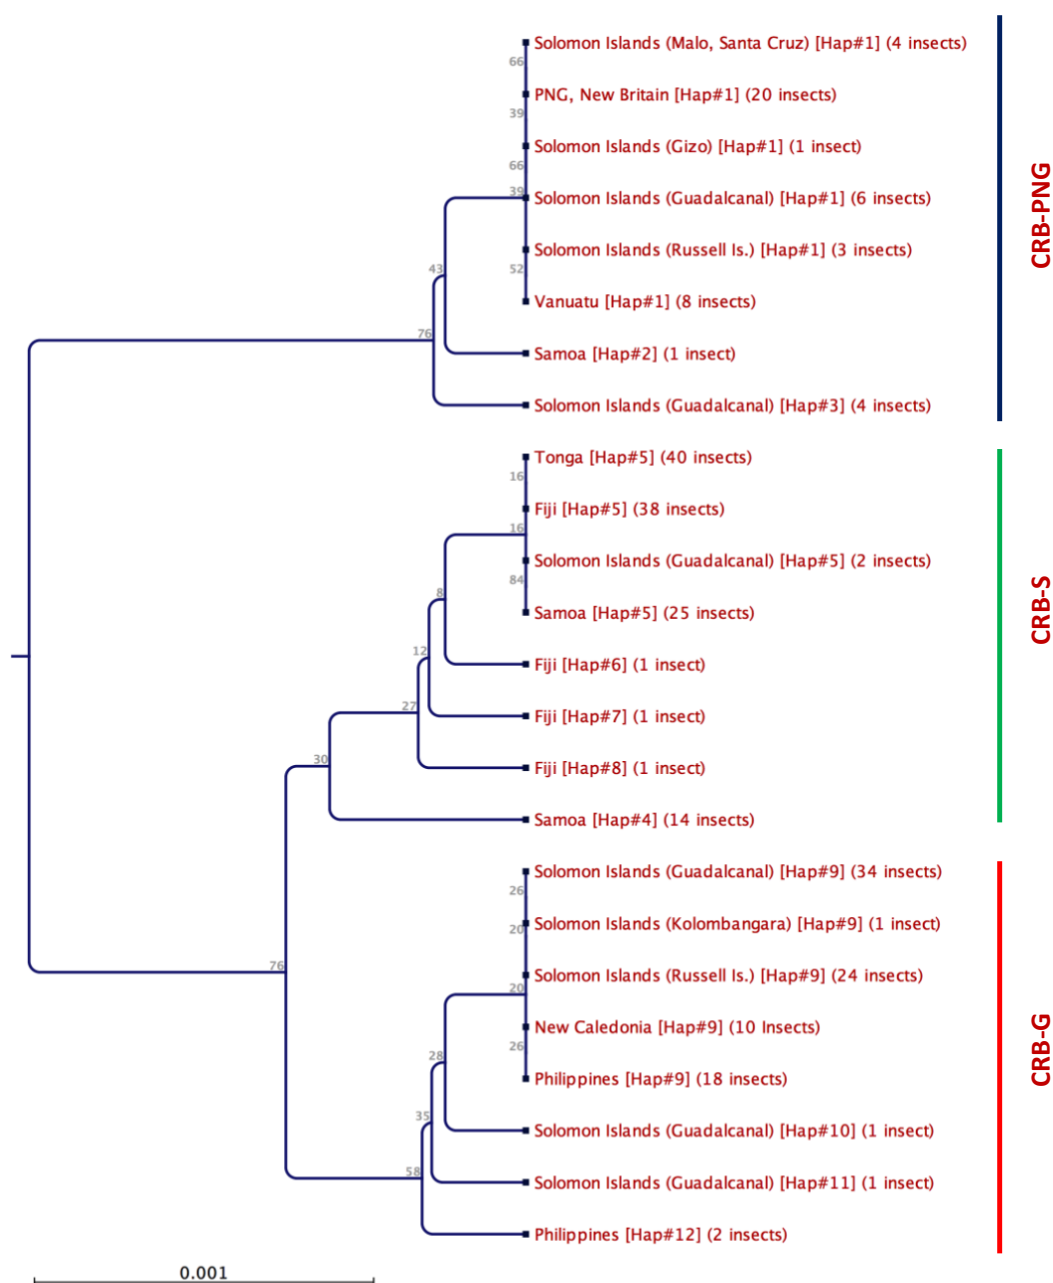 Solomon Islands (Malo, Santa Cruz) [Hap#1] (4 insects)
66
PNG, New Britain [Hap#1] (20 insects)
39
Solomon Islands (Gizo) [Hap#1] (1 insect)
66
39
Solomon Islands (Guadalcanal) [Hap#1] (6 insects)
Solomon Islands (Russell Is.) [Hap#1] (3 insects)
52
Vanuatu [Hap#1] (8 insects)
43
76
Samoa [Hap#2] (1 insect)
Solomon Islands (Guadalcanal) [Hap#3] (4 insects)
CRB-PNG
Tonga [Hap#5] (40 insects)
16
Fiji [Hap#5] (38 insects)
16
Solomon Islands (Guadalcanal) [Hap#5] (2 insects)
84
Samoa [Hap#5] (25 insects)
8
12
Fiji [Hap#6] (1 insect)
27
Fiji [Hap#7] (1 insect)
30
Fiji [Hap#8] (1 insect)
Samoa [Hap#4] (14 insects)
CRB-S
Solomon Islands (Guadalcanal) [Hap#9] (34 insects)
26
Solomon Islands (Kolombangara) [Hap#9] (1 insect)
20
76
Solomon Islands (Russell Is.) [Hap#9] (24 insects)
20
New Caledonia [Hap#9] (10 Insects)
26
28
Philippines [Hap#9] (18 insects)
35
Solomon Islands (Guadalcanal) [Hap#10] (1 insect)
58
Solomon Islands (Guadalcanal) [Hap#11] (1 insect)
Philippines [Hap#12] (2 insects)
CRB-G
0.001